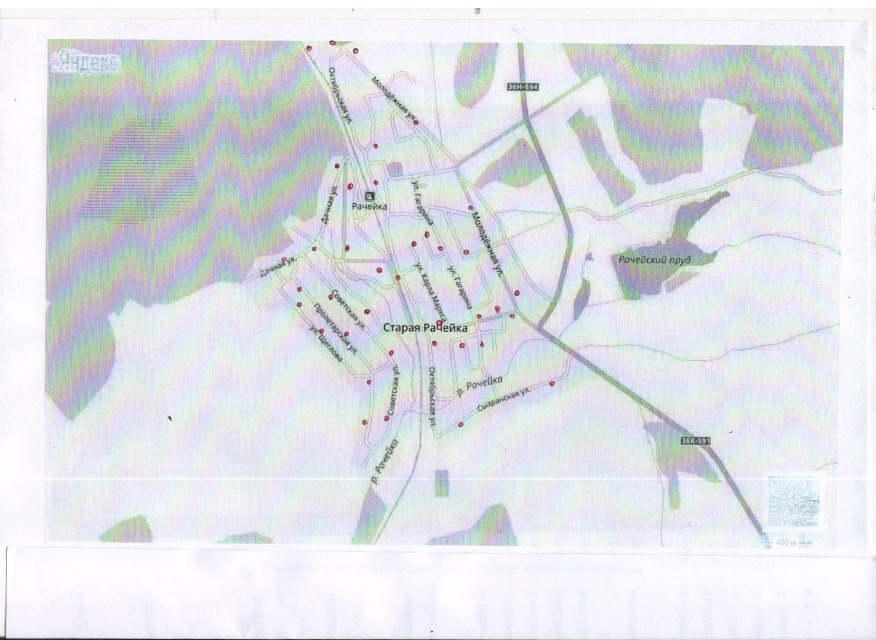 Яндекс
Октябрьская ул.
Молодёжная ул.
36Н-594
Дачная ул.
Рачейка
ул. Гагарина
Молодёжная ул.
Рачейский пруд
Дачная ул.
Советская ул.
ул. Карла Маркса
ул. Гагарина
Пролетарская ул.
ул. Щеглова
Старая Рачейка
Советская ул.
Октябрьская ул.
р. Рачейка
Сызранская ул.
р. Рачейка
36К-591
400 м